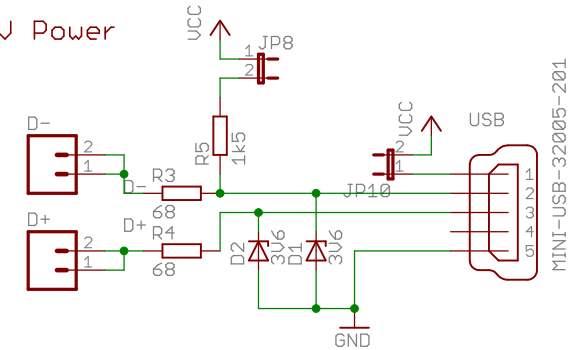 V Power
VCC
JP8
1
2
R5
1k5
D-
2
1
D-
R3
68
D+
2
1
D+
R4
68
D2
3V6
D1
3V6
GND
JP10
VCC
2
1
USB
1
2
3
4
5
MINI-USB-32005-201